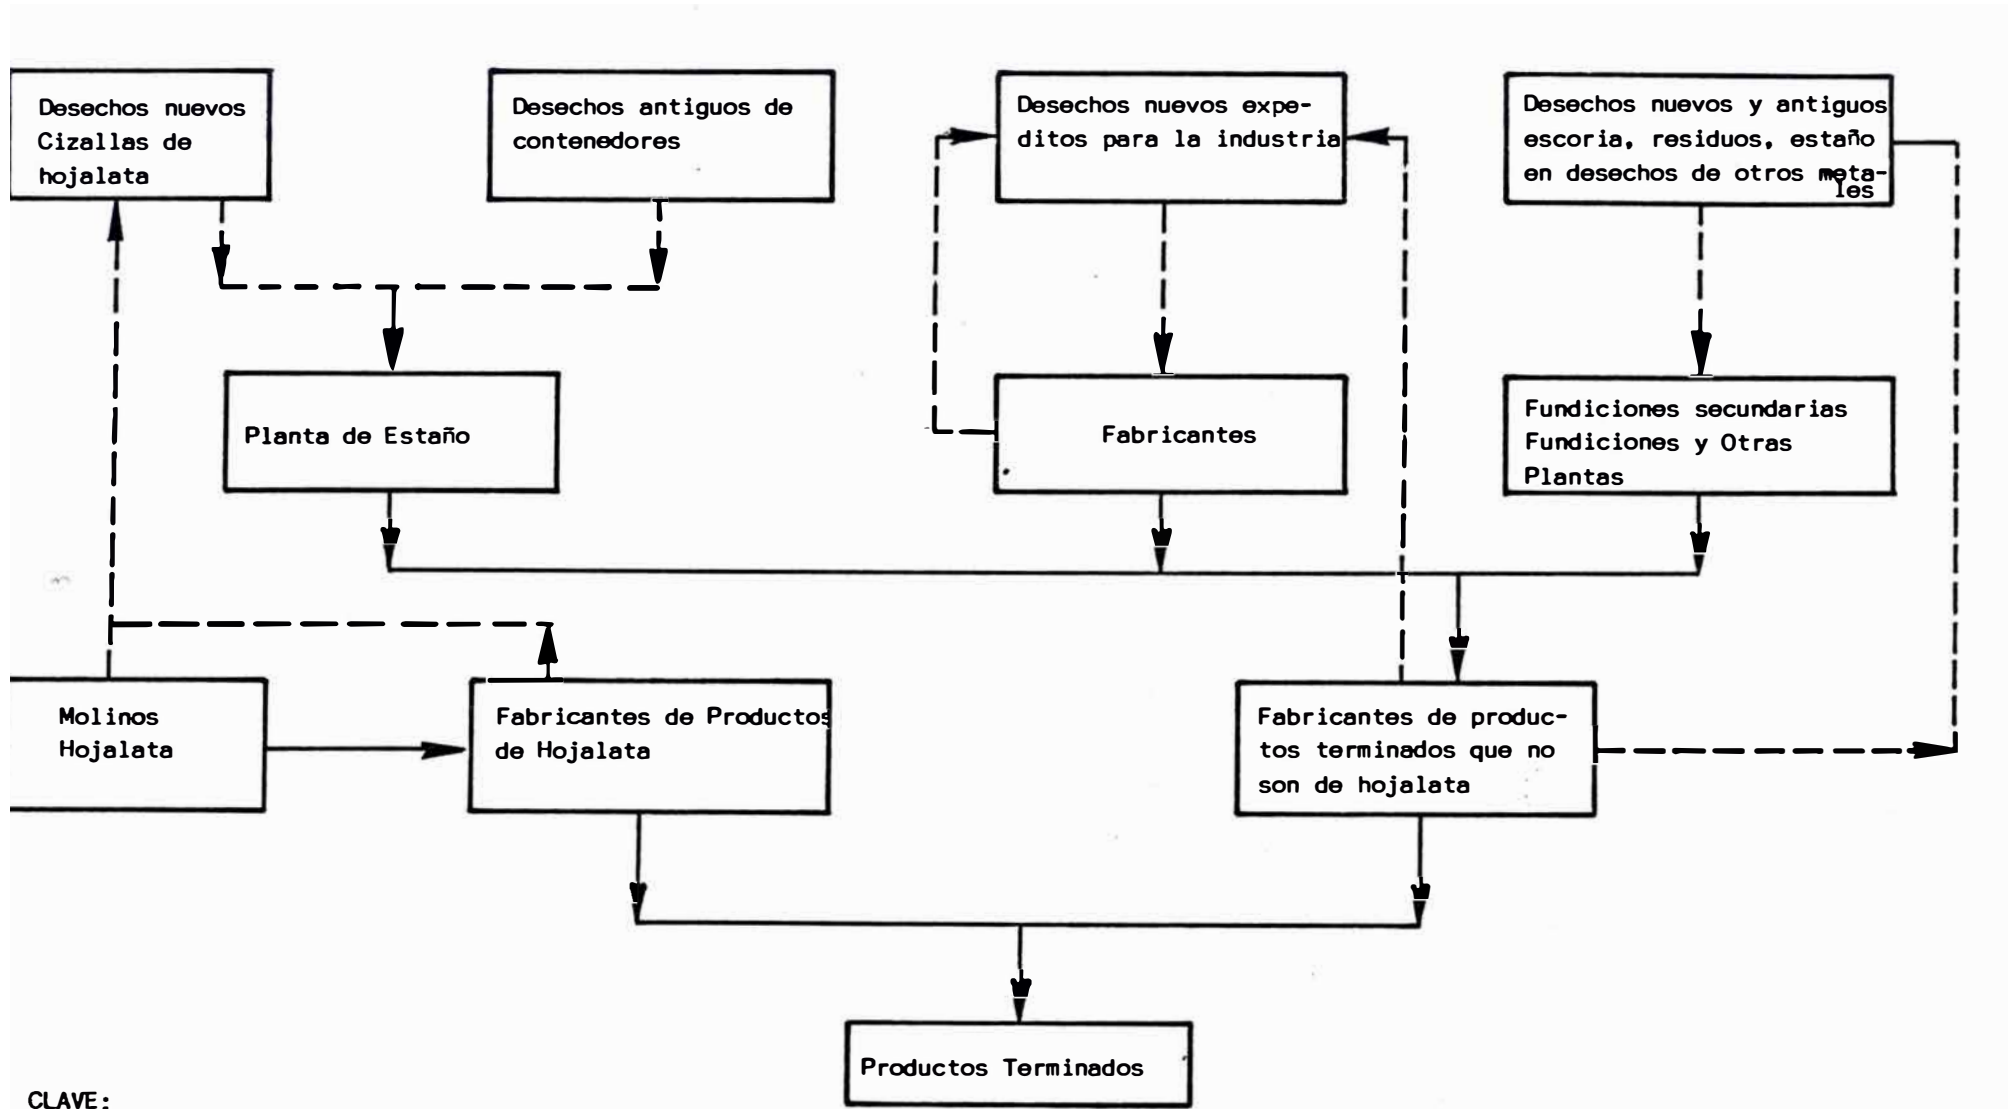 Desechos nuevos
Cizallas de
hojalata
Desechos antiguos de
contenedores
Desechos nuevos expe-
ditos para la industria
Desechos nuevos y antiguos
escoria, residuos, estaño
en desechos de otros meta-
les
Planta de Estaño
Fabricantes
Fundiciones secundarias
Fundiciones y Otras
Plantas
Molinos
Hojalata
Fabricantes de Productos
de Hojalata
Fabricantes de produc-
tos terminados que no
son de hojalata
Productos Terminados
CLAVE: